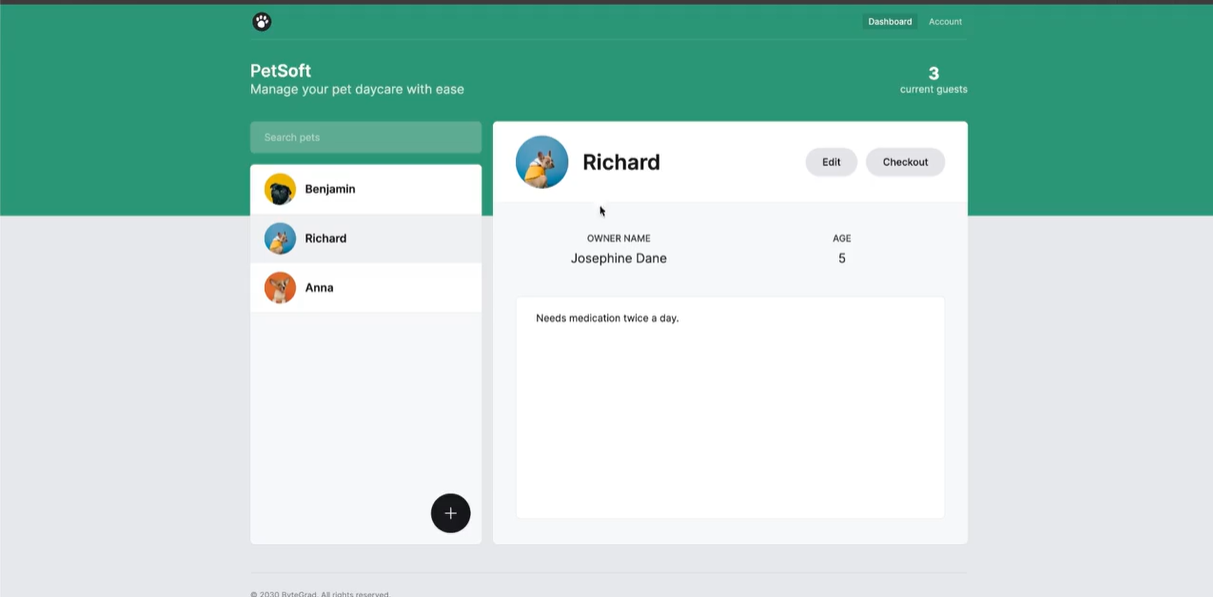 Dashboard Account
PetSoft
Manage your pet daycare with ease
3
current guests
Search pets
Benjamin
Richard
Anna
+
Richard
Edit Checkout
OWNER NAME AGE
Josephine Dane 5
Needs medication twice a day.
© 2030 ByteGrad. All rights reserved.